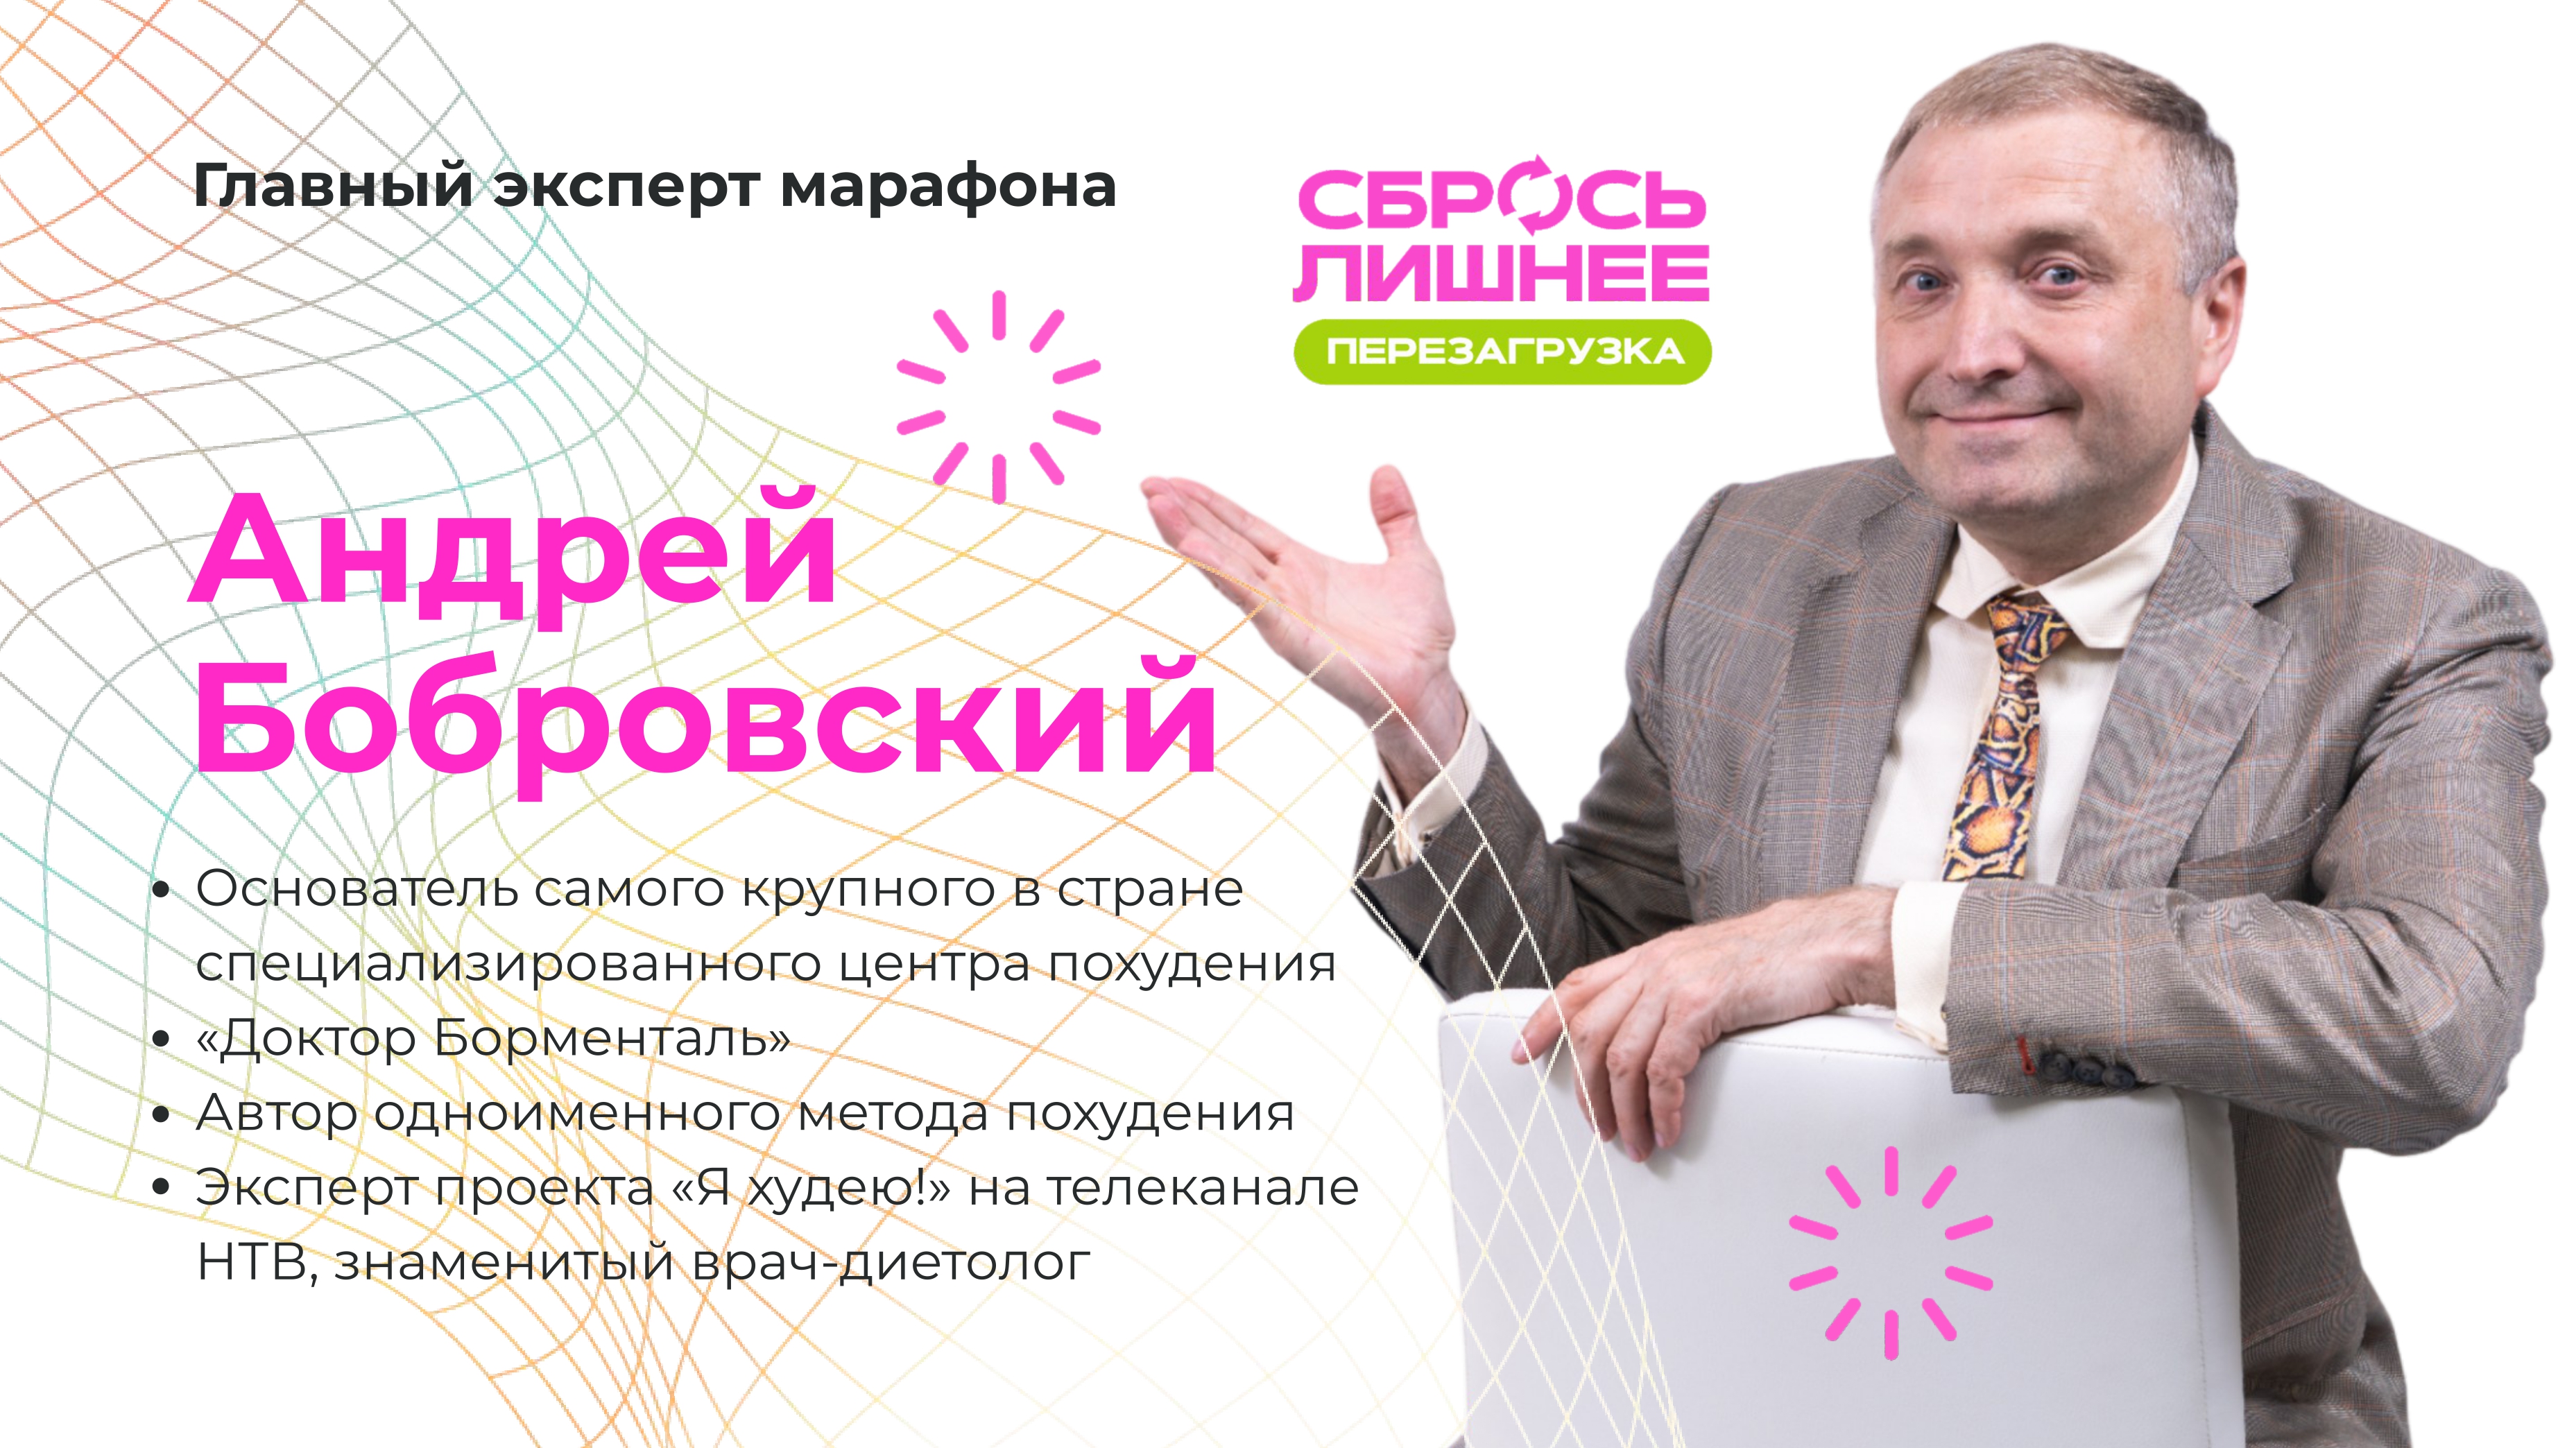 Главный эксперт марафона
СБРОСЬ
ЛИШНЕЕ
ПЕРЕЗАГРУЗКА
Андрей
Бобровский
• Основатель самого крупного в стране
специализированного центра похудения
• «Доктор Борменталь»
• Автор одноименного метода похудения
• Эксперт проекта «Я худею!» на телеканале
НТВ, знаменитый врач-диетолог